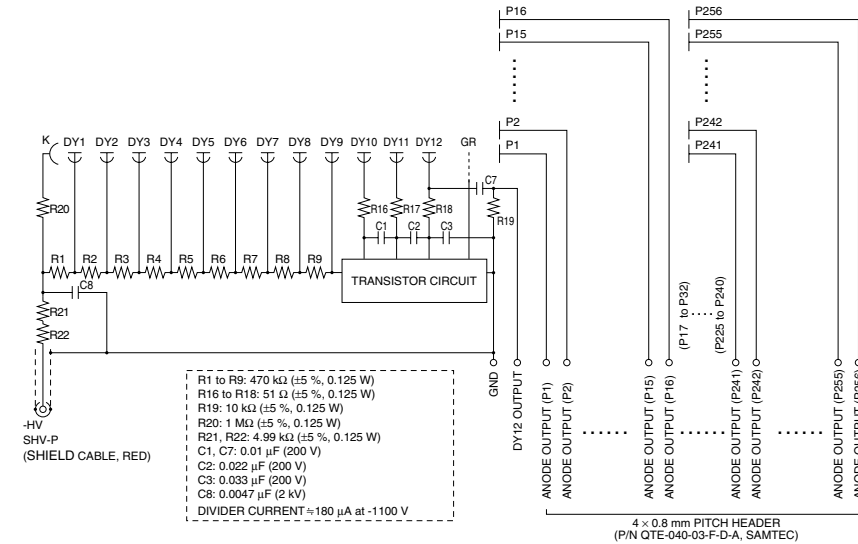 P16
P15
P2
P1
P256
P255
P242
P241
K DY1 DY2 DY3 DY4 DY5 DY6 DY7 DY8 DY9 DY10 DY11 DY12 GR
C7
R20
R16 R17 R18 R19
C1 C2 C3
R1 R2 R3 R4 R5 R6 R7 R8 R9
TRANSISTOR CIRCUIT
C8
R21
R22
-HV
SHV-P
(SHIELD CABLE, RED)
R1 to R9: 470 kΩ (±5 %, 0.125 W)
R16 to R18: 51 Ω (±5 %, 0.125 W)
R19: 10 kΩ (±5 %, 0.125 W)
R20: 1 MΩ (±5 %, 0.125 W)
R21, R22: 4.99 kΩ (±5 %, 0.125 W)
C1, C7: 0.01 µF (200 V)
C2: 0.022 µF (200 V)
C3: 0.033 µF (200 V)
C8: 0.0047 µF (2 kV)
DIVIDER CURRENT≒180 µA at -1100 V
GND
DY12 OUTPUT
ANODE OUTPUT (P1)
ANODE OUTPUT (P2)
ANODE OUTPUT (P15)
ANODE OUTPUT (P16)
(P17 to P32)
(P225 to P240)
ANODE OUTPUT (P241)
ANODE OUTPUT (P242)
ANODE OUTPUT (P255)
ANODE OUTPUT (P256)
4 × 0.8 mm PITCH HEADER
(P/N QTE-040-03-F-D-A, SAMTEC)